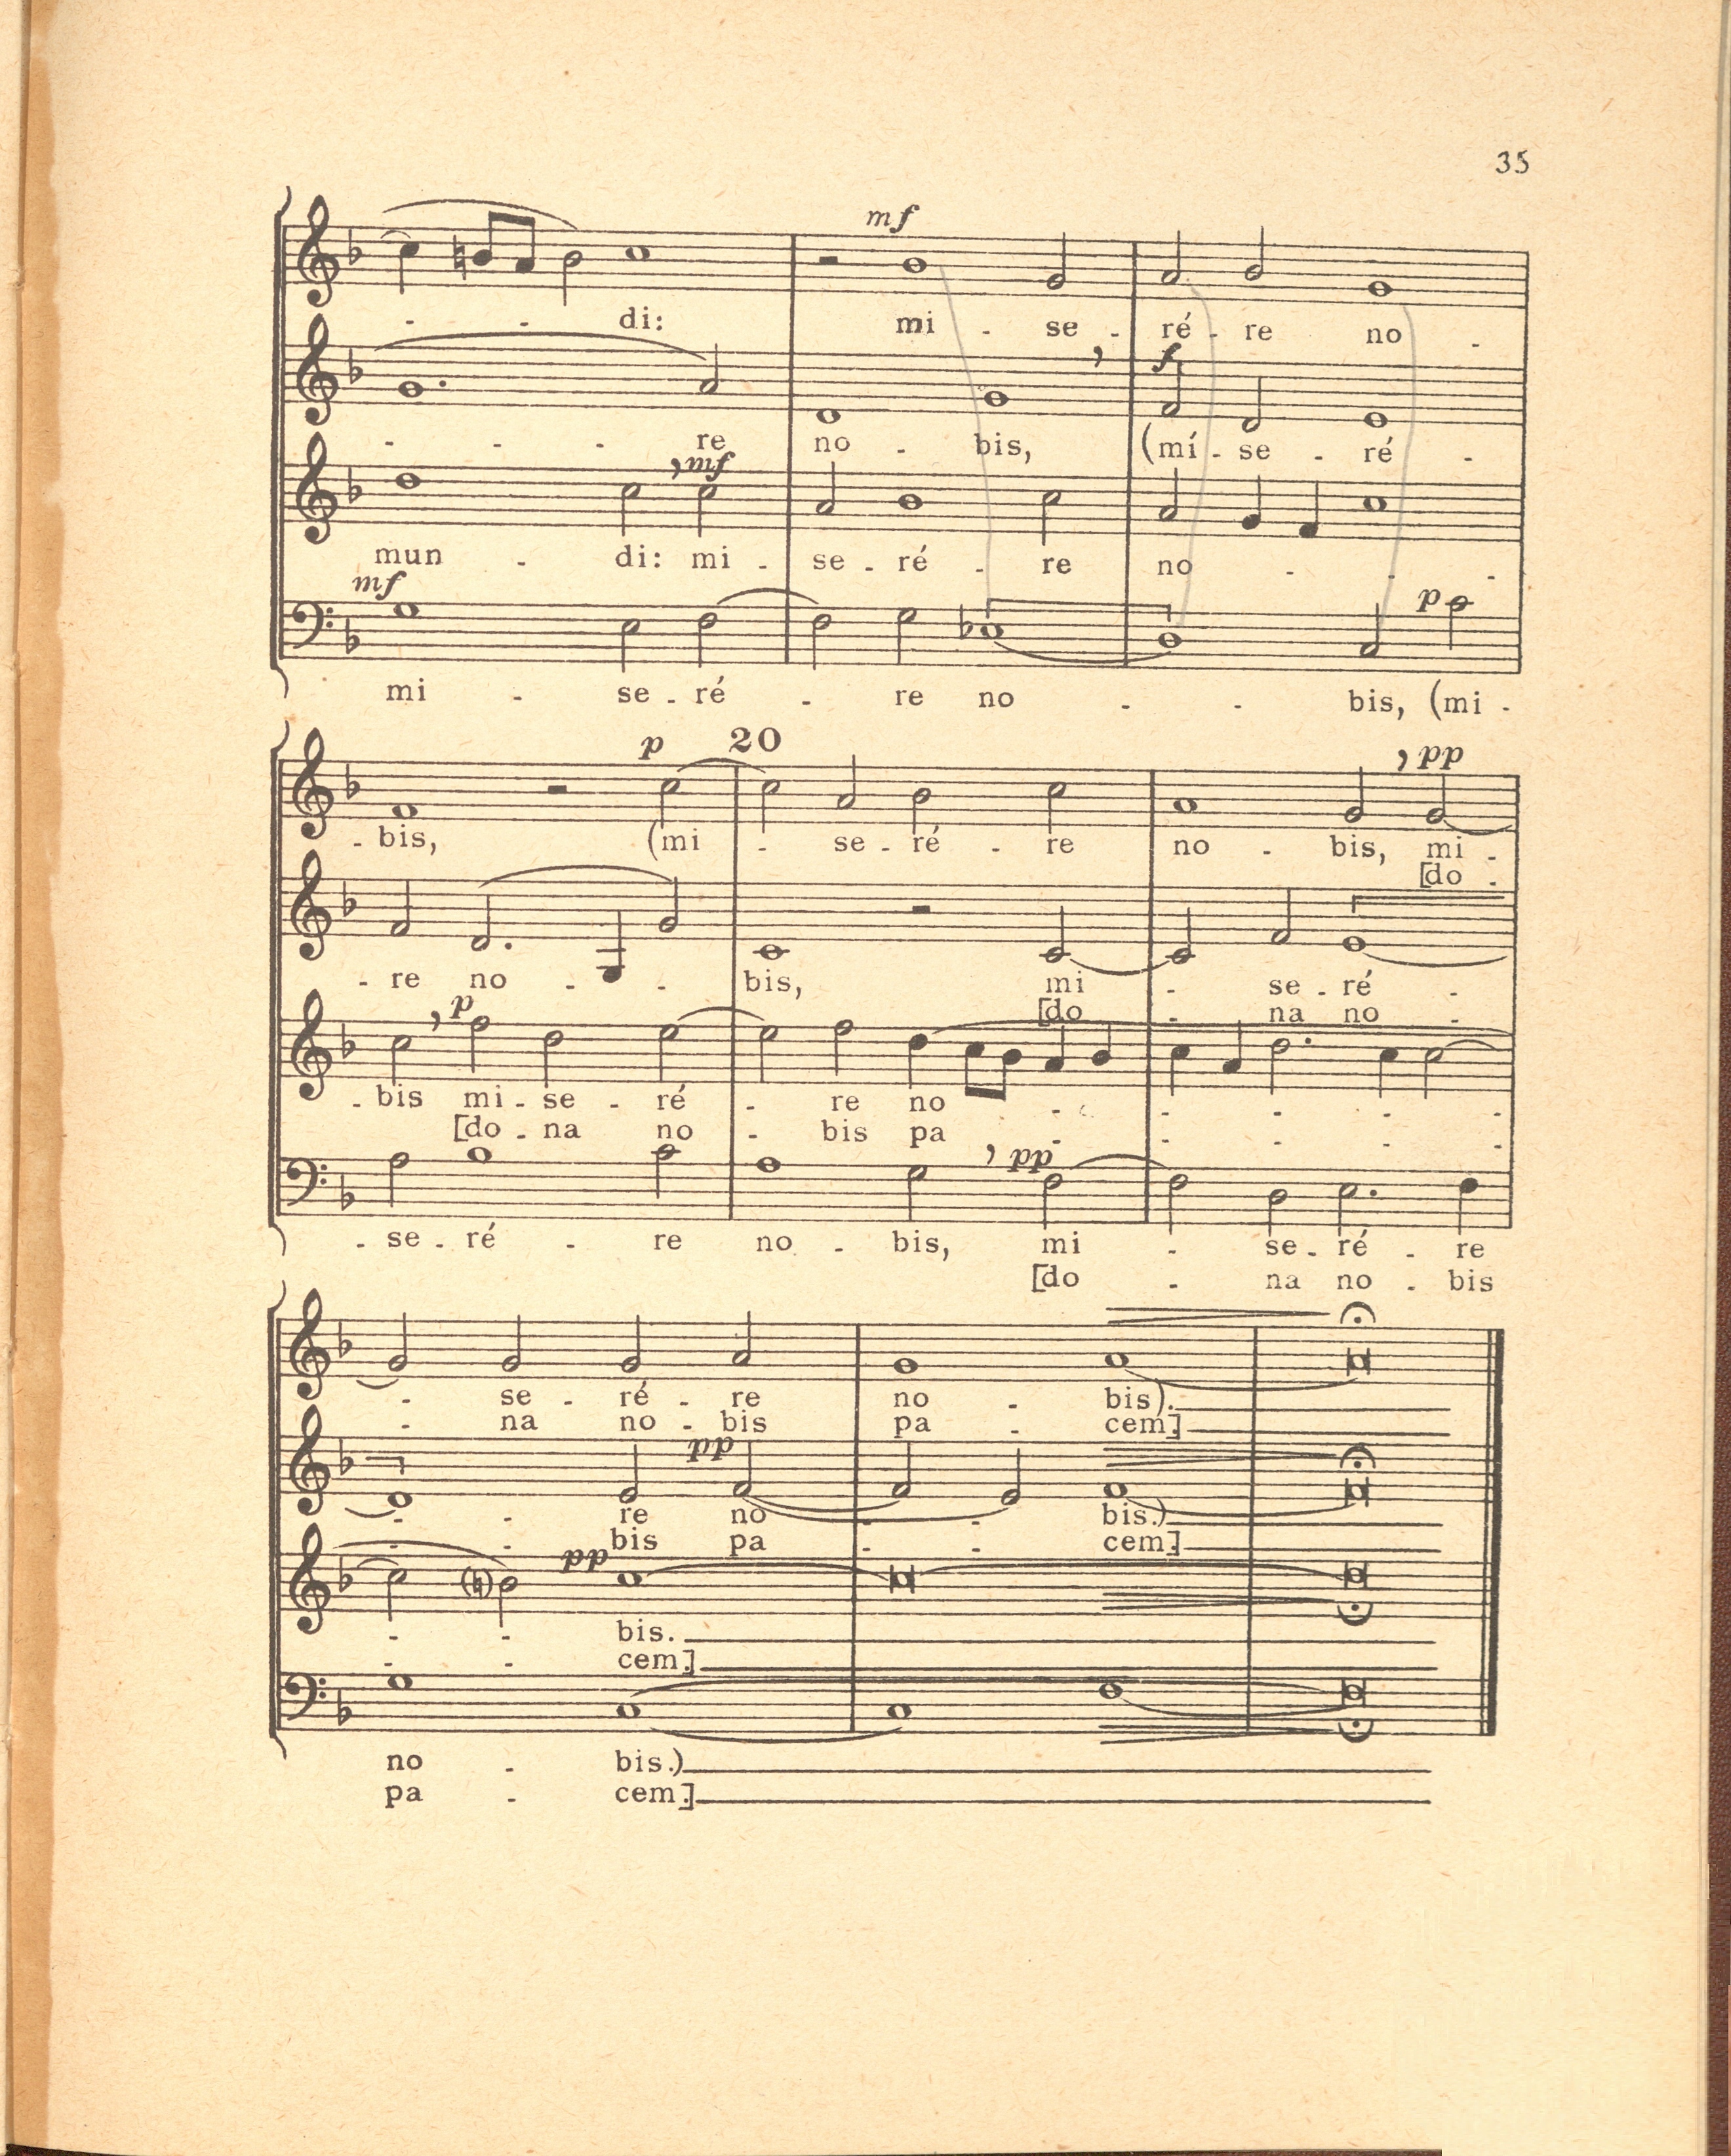 35
mf
- - di: mi - se - ré - re no -
f
- - - re no - bis, (mí - se - ré -
, mf
mun - di: mi - se - ré - re no - - -
mf
p
mi - se - ré - re no - - bis, (mi -
p 20 , pp
- bis, (mi - se - ré - re no - bis, mi -
[do -
- re no - - bis, mi - se - ré -
[do - na no -
, p
- bis mi - se - ré - re no - - - - -
[do - na no - bis pa - - - - -
, pp
- se - ré - re no - bis, mi - se - ré - re
[do - na no - bis
- se - ré - re no - bis).
- na no - bis pa - cem]
pp
- - re no - - bis.)
- - bis pa - - cem]
pp
- - bis.
- - cem]
no - bis.)
pa - cem]